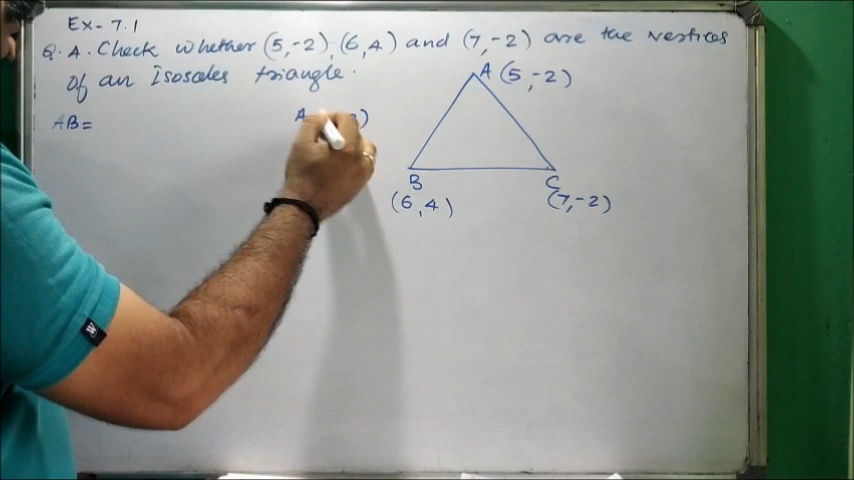 Ex- 7.1
Q. 4. Check whether (5,-2), (6,4) and (7,-2) are the vertices
of an Isosceles triangle.
A (5,-2)
AB=
A
B
C
(6,4)
(7,-2)